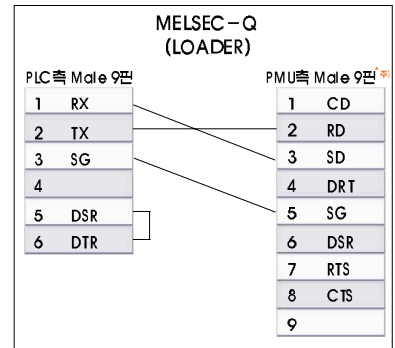 MELSEC-Q
(LOADER)
PLC측 Male 9핀
1 RX
2 TX
3 SG
4
5 DSR
6 DTR
PMU측 Male 9핀 *주)
1 CD
2 RD
3 SD
4 DRT
5 SG
6 DSR
7 RTS
8 CTS
9